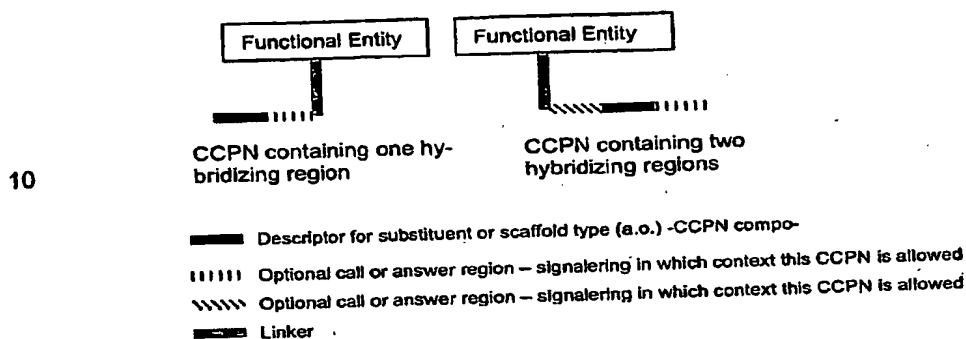 Functional Entity
Functional Entity
CCPN containing one hy-
bridizing region
CCPN containing two
hybridizing regions
10
Descriptor for substituent or scaffold type (a.o.) -CCPN compo-
Optional call or answer region – signalering in which context this CCPN is allowed
Optional call or answer region – signalering in which context this CCPN is allowed
Linker